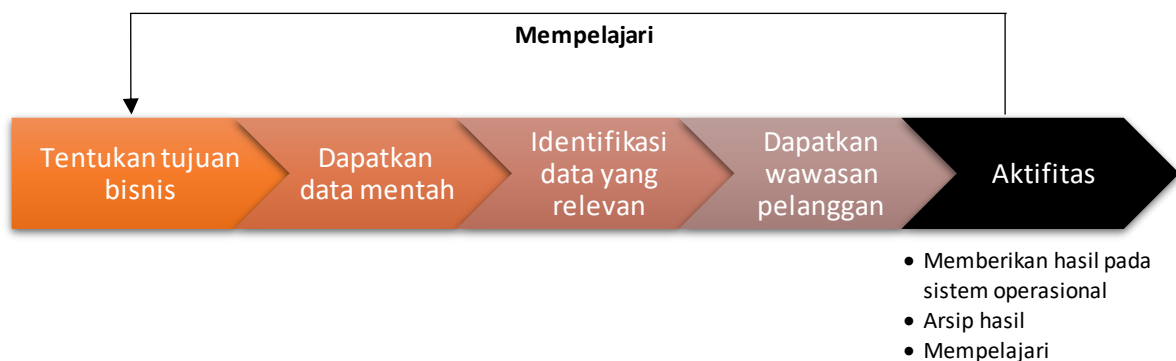 Mempelajari
Tentukan tujuan
bisnis
Dapatkan
data mentah
Identifikasi
data yang
relevan
Dapatkan
wawasan
pelanggan
Aktifitas
• Memberikan hasil pada
sistem operasional
• Arsip hasil
• Mempelajari